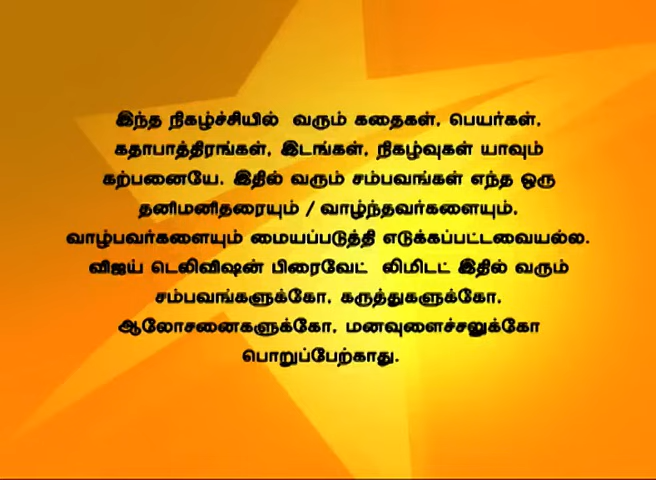 இந்த நிகழ்ச்சியில் வரும் கதைகள், பெயர்கள்,
கதாபாத்திரங்கள், இடங்கள், நிகழ்வுகள் யாவும்
கற்பனையே. இதில் வரும் சம்பவங்கள் எந்த ஒரு
தனிமனிதரையும் / வாழ்ந்தவர்களையும்,
வாழ்பவர்களையும் மையப்படுத்தி எடுக்கப்பட்டவையல்ல.
விஜய் டெலிவிஷன் பிரைவேட் லிமிடட் இதில் வரும்
சம்பவங்களுக்கோ, கருத்துகளுக்கோ,
ஆலோசனைகளுக்கோ, மனவுளைச்சலுக்கோ
பொறுப்பேற்காது.